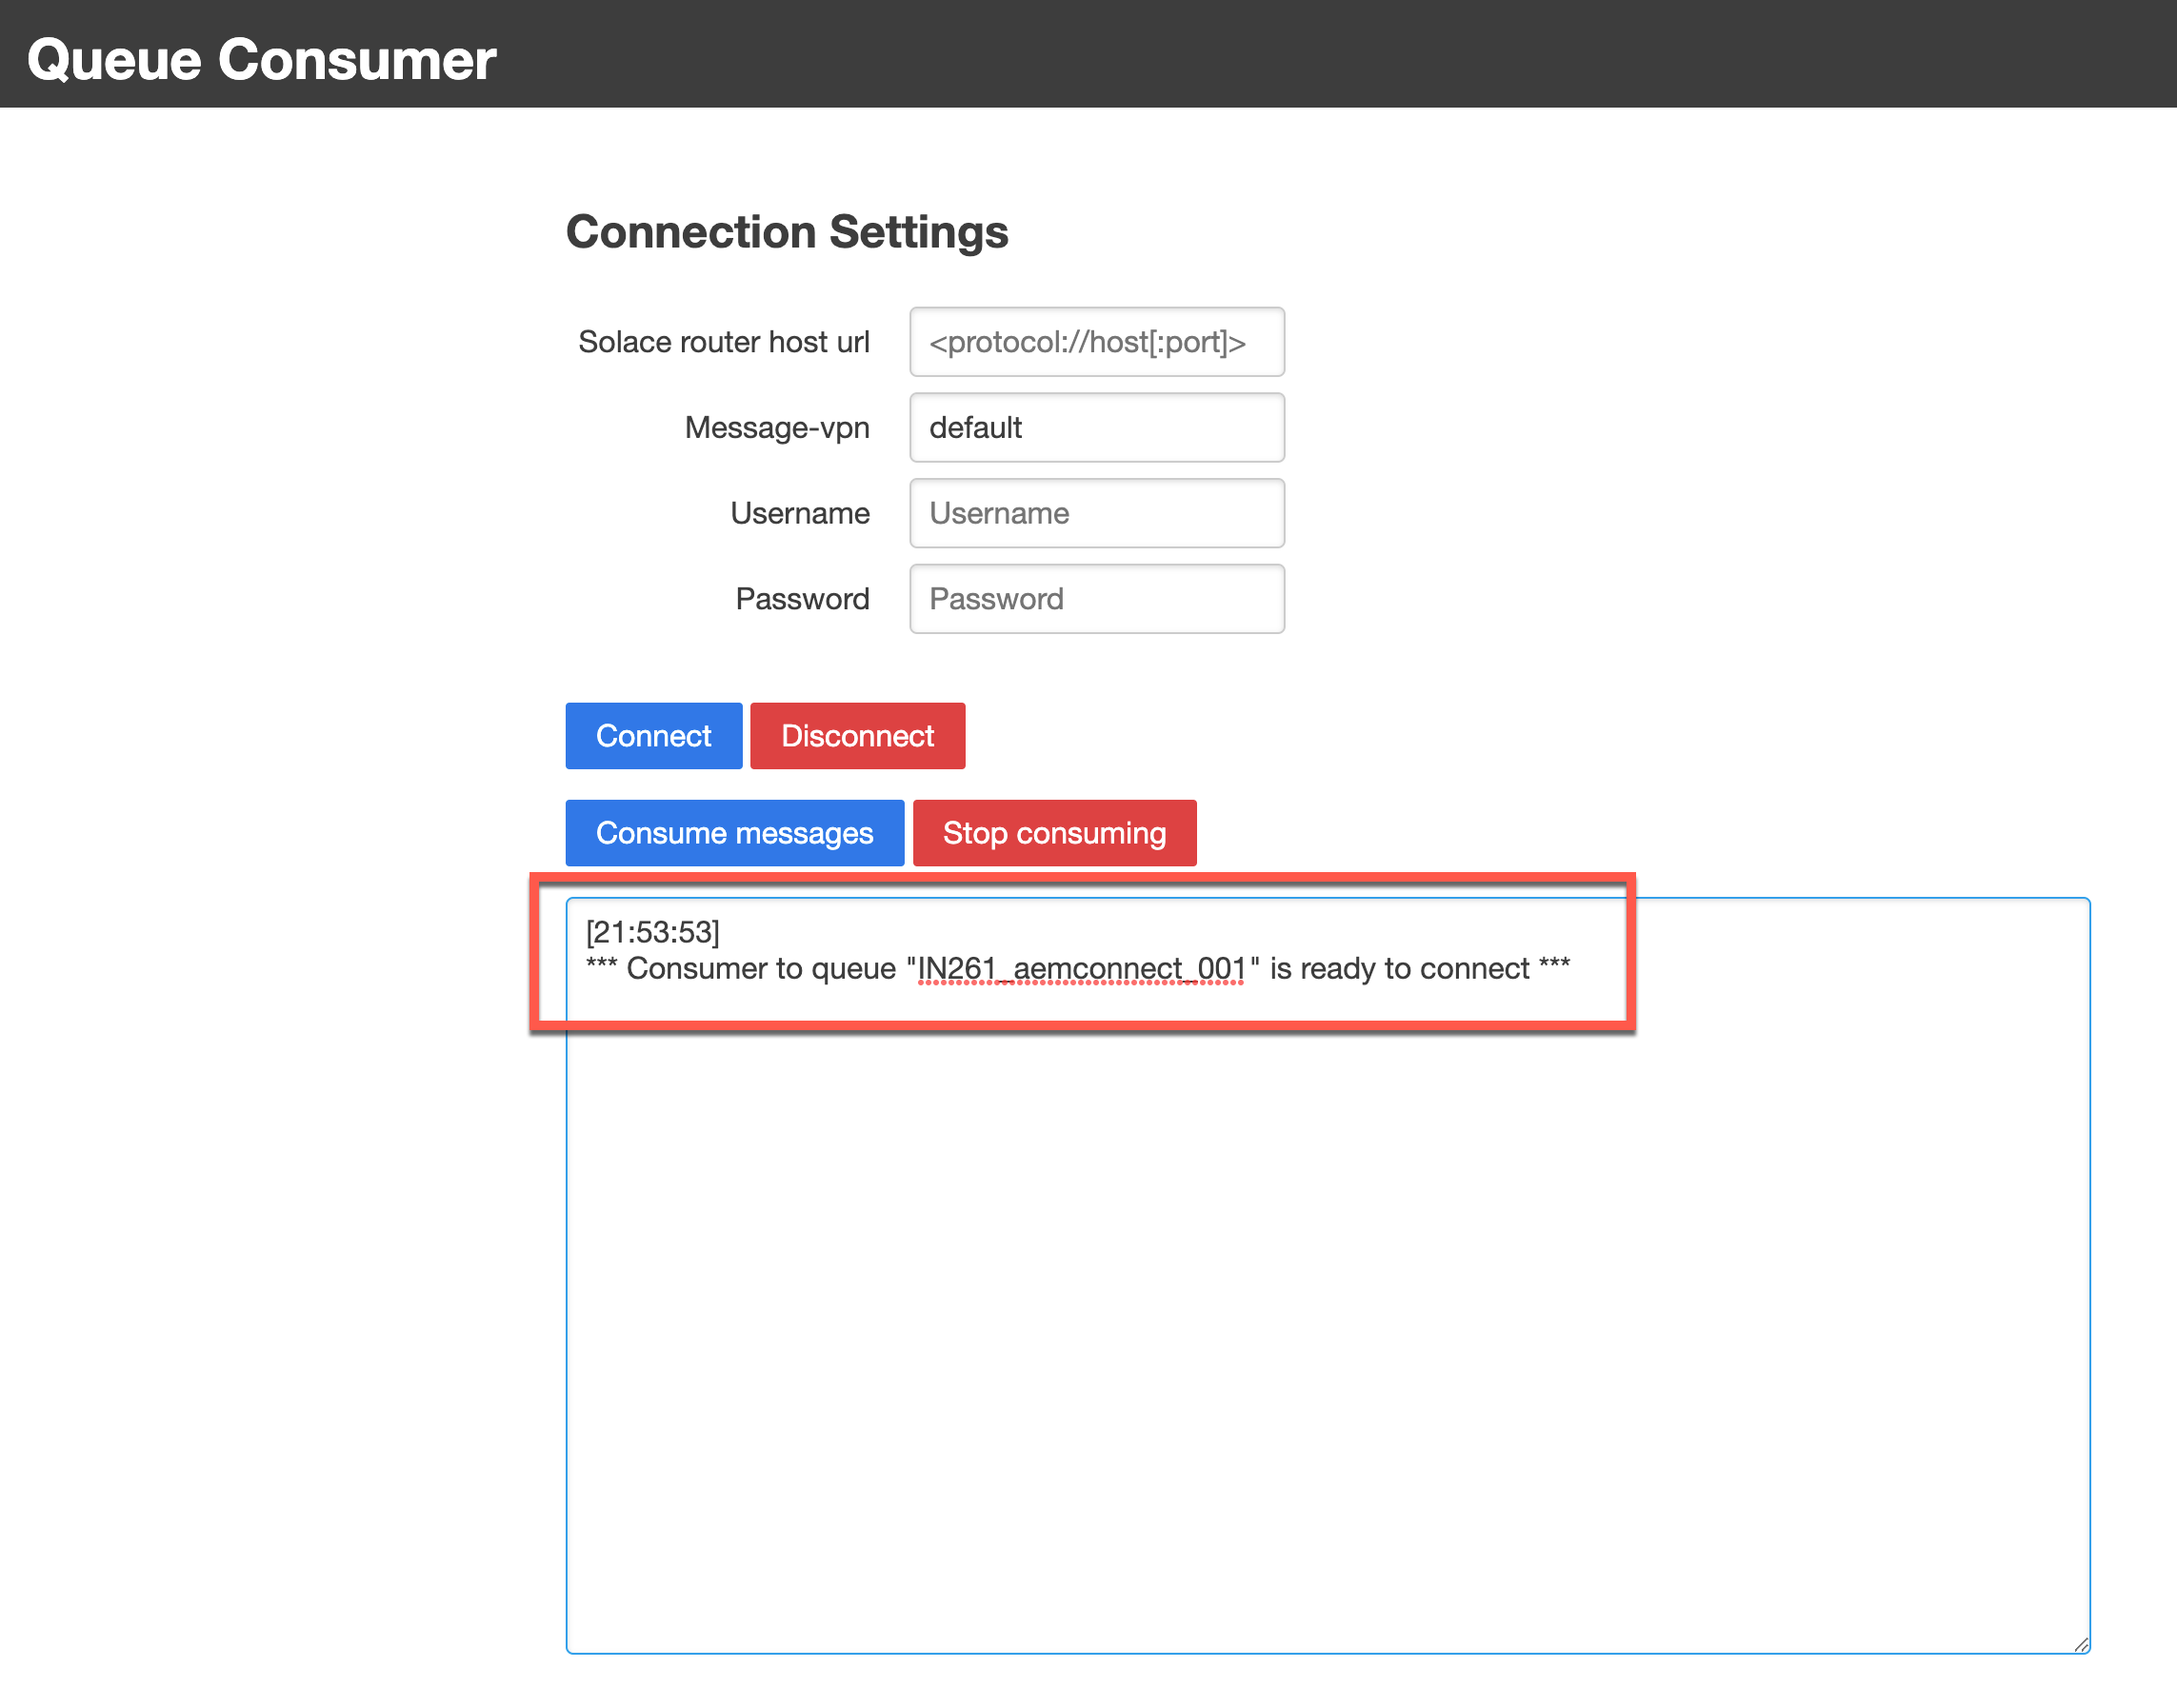 Queue Consumer
Connection Settings
Solace router host url <protocol://host[:port]>
Message-vpn default
Username Username
Password Password
Connect Disconnect
Consume messages Stop consuming
[21:53:53]
*** Consumer to queue "IN261_aemconnect_001" is ready to connect ***